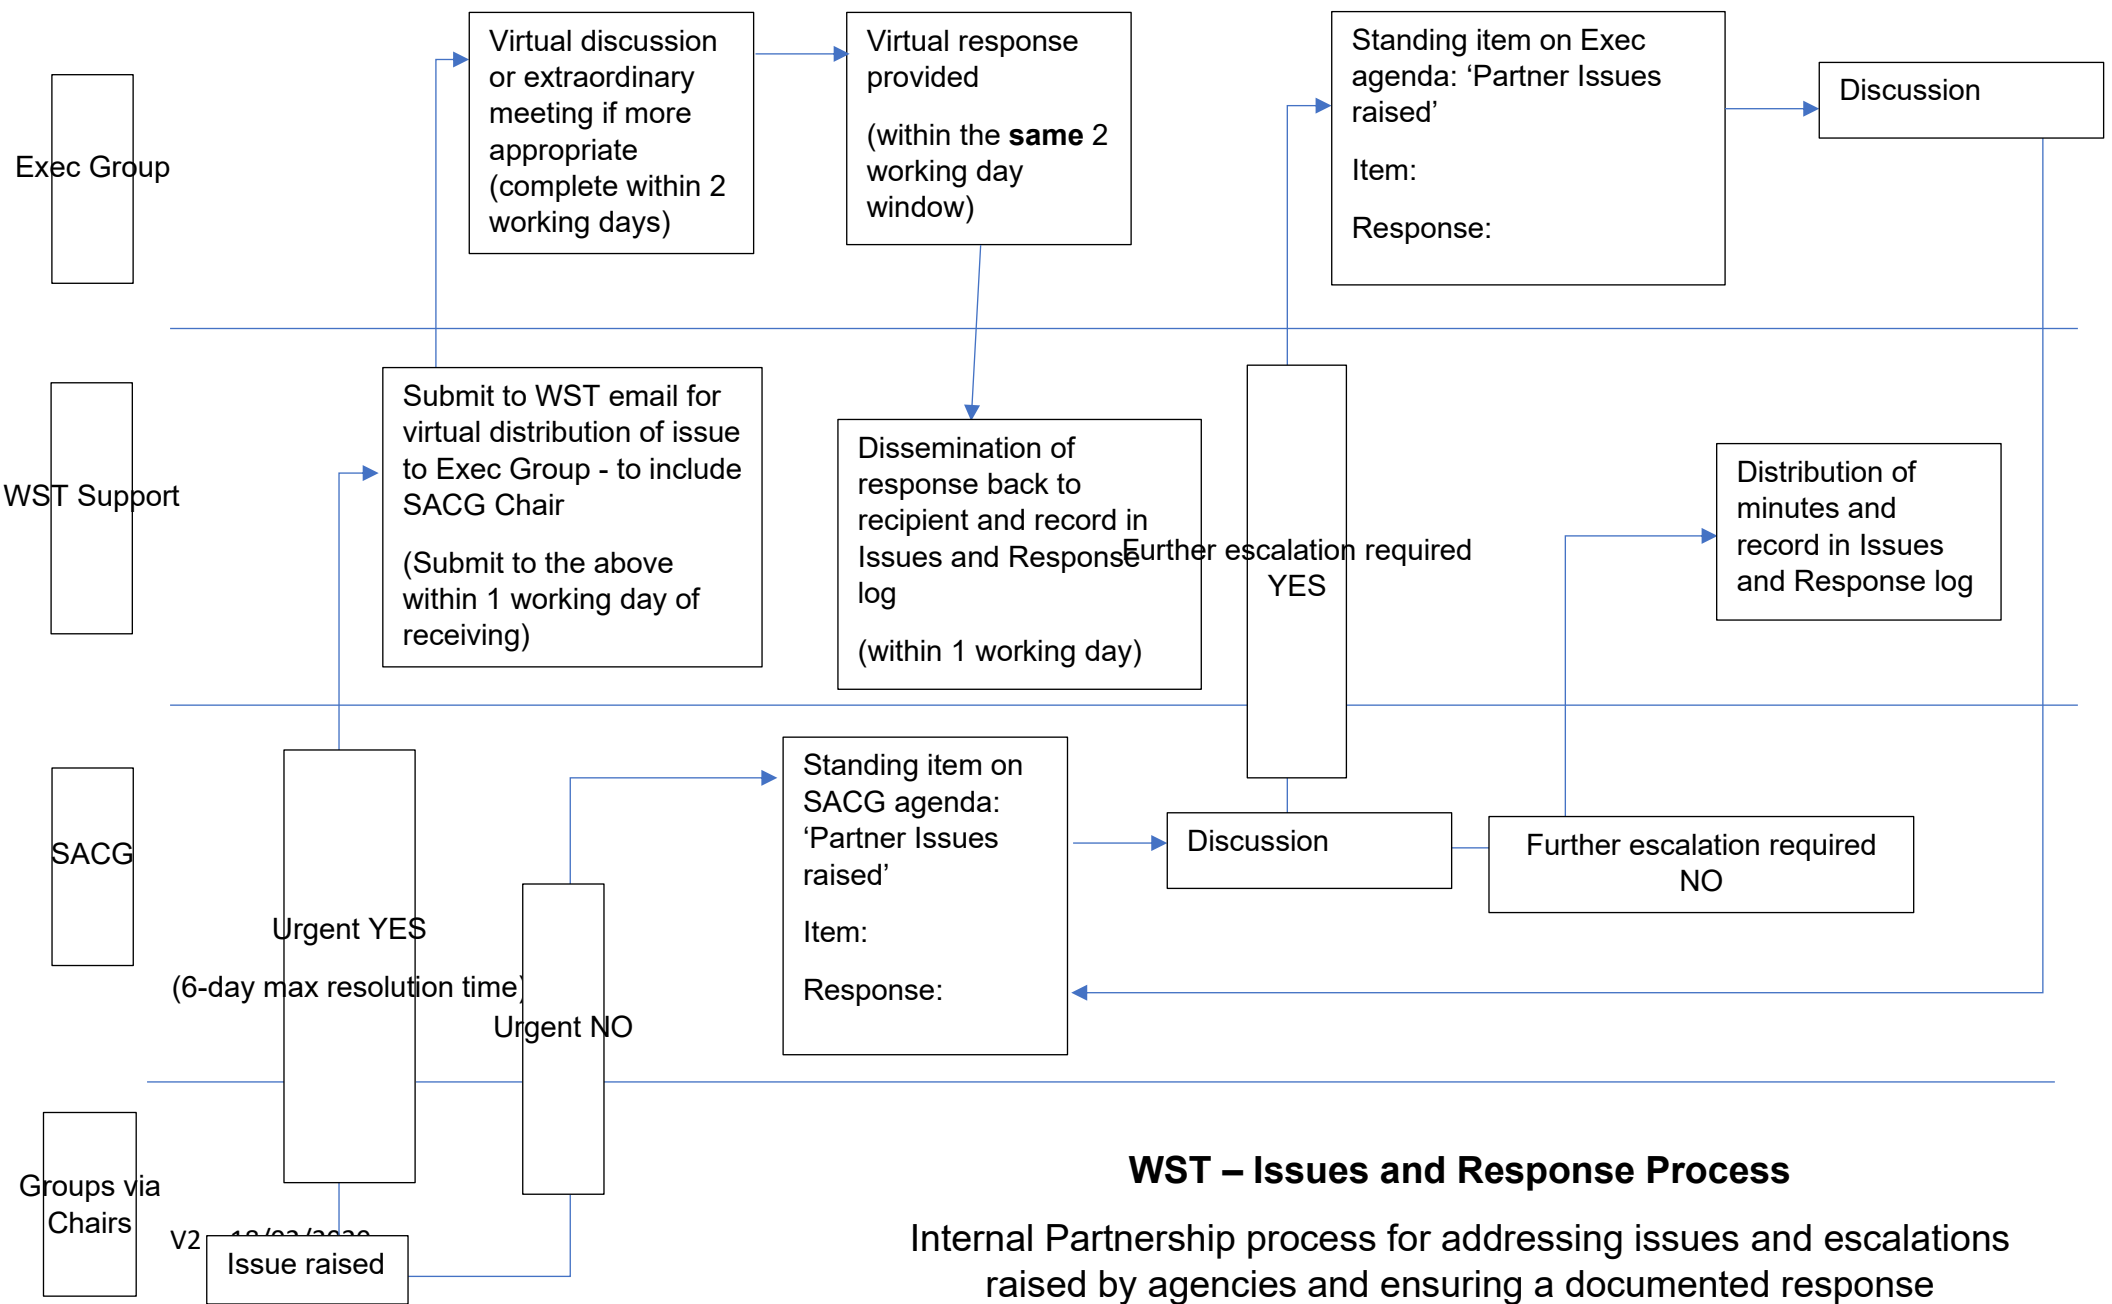 Exec Group
Virtual discussion
or extraordinary
meeting if more
appropriate
(complete within 2
working days)
Virtual response
provided
(within the same 2
working day
window)
Standing item on Exec
agenda: ‘Partner Issues
raised’
Item:
Response:
Discussion
WST Support
Submit to WST email for
virtual distribution of issue
to Exec Group - to include
SACG Chair
(Submit to the above
within 1 working day of
receiving)
Dissemination of
response back to
recipient and record in
Issues and Response
log
(within 1 working day)
Further escalation required
YES
Distribution of
minutes and
record in Issues
and Response log
SACG
Urgent YES
(6-day max resolution time)
Urgent NO
Standing item on
SACG agenda:
‘Partner Issues
raised’
Item:
Response:
Discussion
Further escalation required
NO
Groups via
Chairs
V2
Issue raised
WST – Issues and Response Process
Internal Partnership process for addressing issues and escalations
raised by agencies and ensuring a documented response